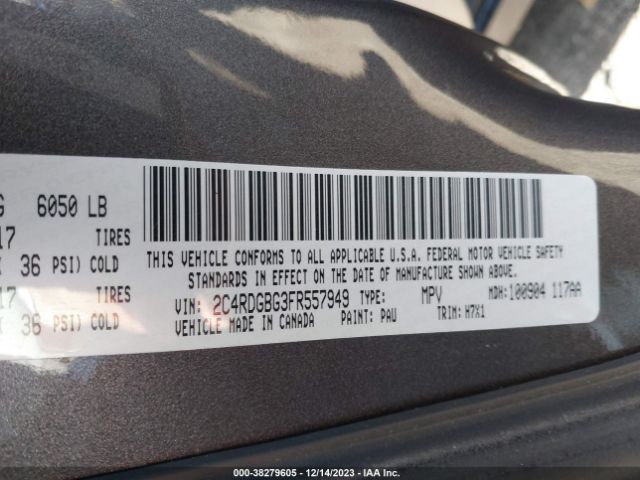 G 6050 LB
17 TIRES
36 PSI) COLD
17 TIRES
36 PSI) COLD
THIS VEHICLE CONFORMS TO ALL APPLICABLE U.S.A. FEDERAL MOTOR VEHICLE SAFETY
STANDARDS IN EFFECT ON THE DATE OF MANUFACTURE SHOWN ABOVE.
VIN: 2C4RDGBG3FR557949 TYPE: MPV MDH:100904 117AA
VEHICLE MADE IN CANADA PAINT: PAU TRIM: H7X1
000-38279605 - 12/14/2023 - IAA Inc.